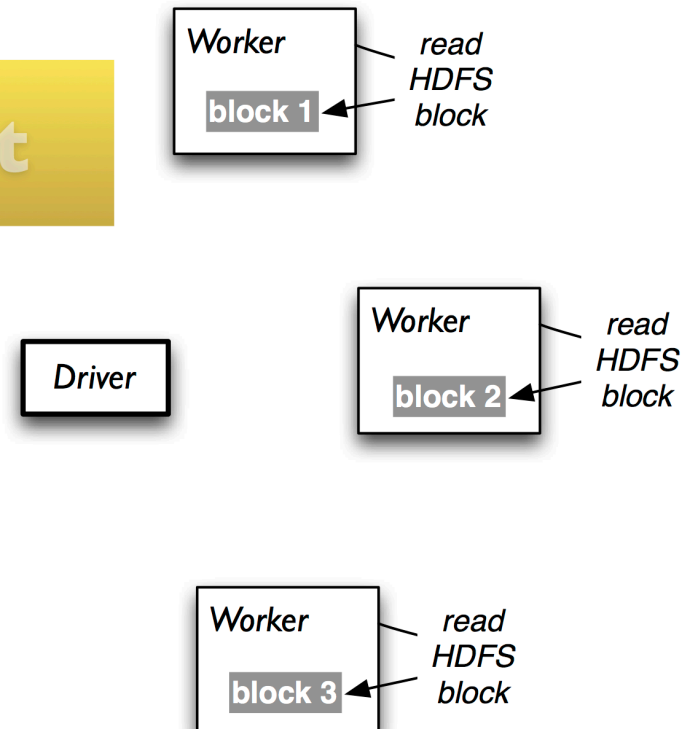 Worker
block 1
read
HDFS
block
t
Worker
block 2
read
HDFS
block
Driver
Worker
block 3
read
HDFS
block